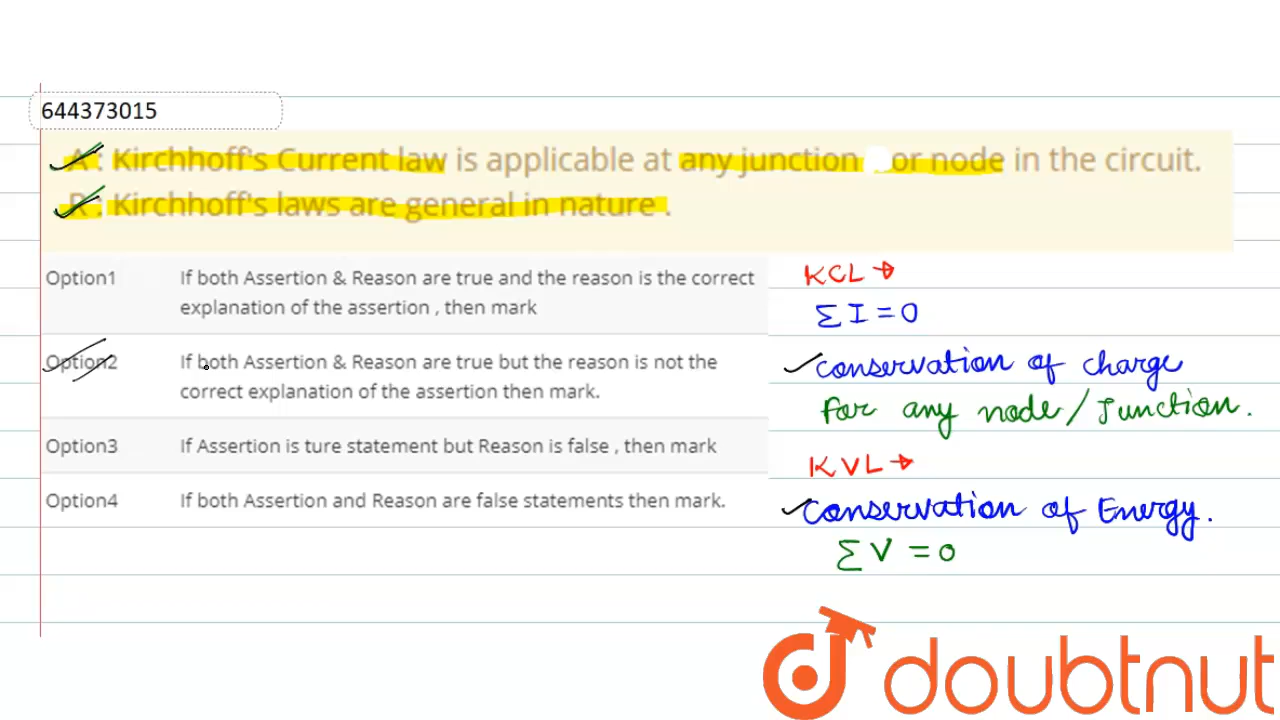 644373015
A : Kirchhoff's Current law is applicable at any junction or node in the circuit.
R : Kirchhoff's laws are general in nature .
Option1 If both Assertion & Reason are true and the reason is the correct
explanation of the assertion , then mark
Option2 If both Assertion & Reason are true but the reason is not the
correct explanation of the assertion then mark.
Option3 If Assertion is ture statement but Reason is false , then mark
Option4 If both Assertion and Reason are false statements then mark.
KCL →
Σ I = 0
conservation of charge
for any node/Junction.
KVL →
Conservation of Energy.
Σ V = 0
doubtnut